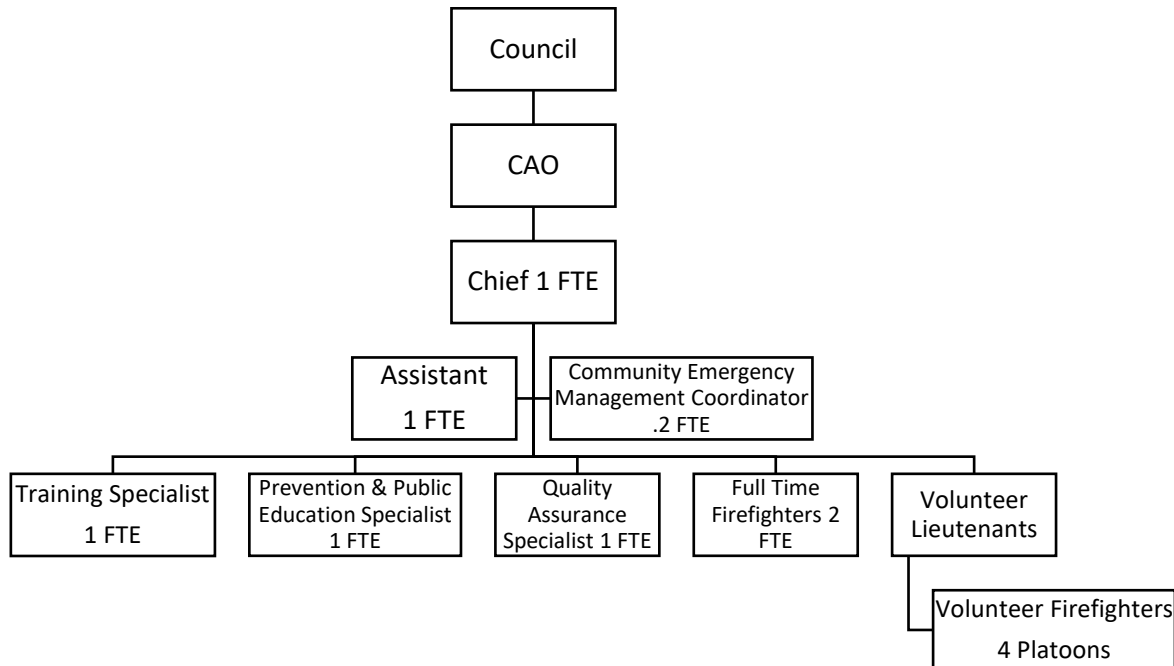 Council
CAO
Chief 1 FTE
Assistant
1 FTE
Community Emergency
Management Coordinator
.2 FTE
Training Specialist
1 FTE
Prevention & Public
Education Specialist
1 FTE
Quality
Assurance
Specialist 1 FTE
Full Time
Firefighters 2
FTE
Volunteer
Lieutenants
Volunteer Firefighters
4 Platoons